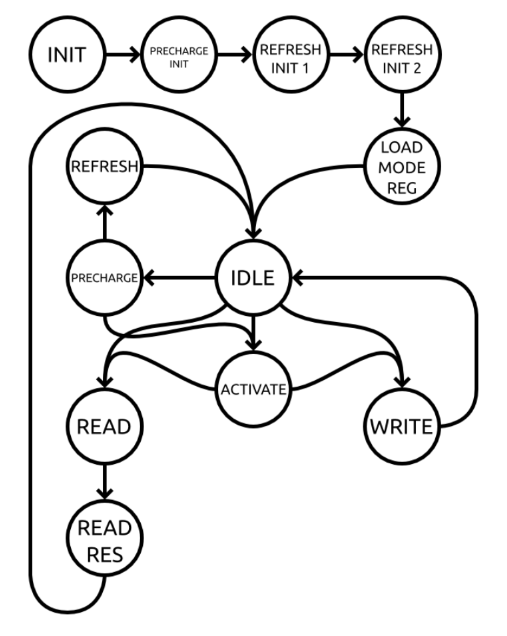 INIT
PRECHARGE
INIT
REFRESH
INIT 1
REFRESH
INIT 2
REFRESH
LOAD
MODE
REG
PRECHARGE
IDLE
ACTIVATE
READ
WRITE
READ
RES